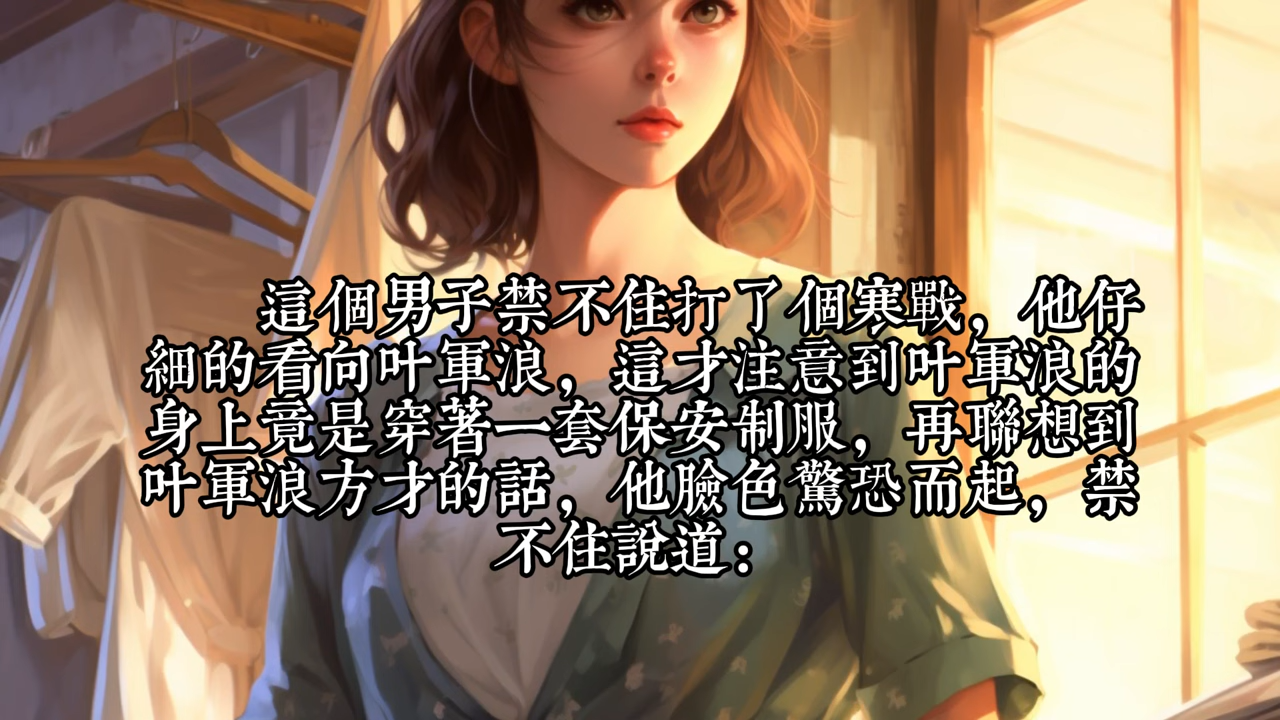 這個男子禁不住打了個寒戰，他仔
細的看向叶軍浪，這才注意到叶軍浪的
身上竟是穿著一套保安制服，再聯想到
叶軍浪方才的話，他臉色驚恐而起，禁
不住說道：